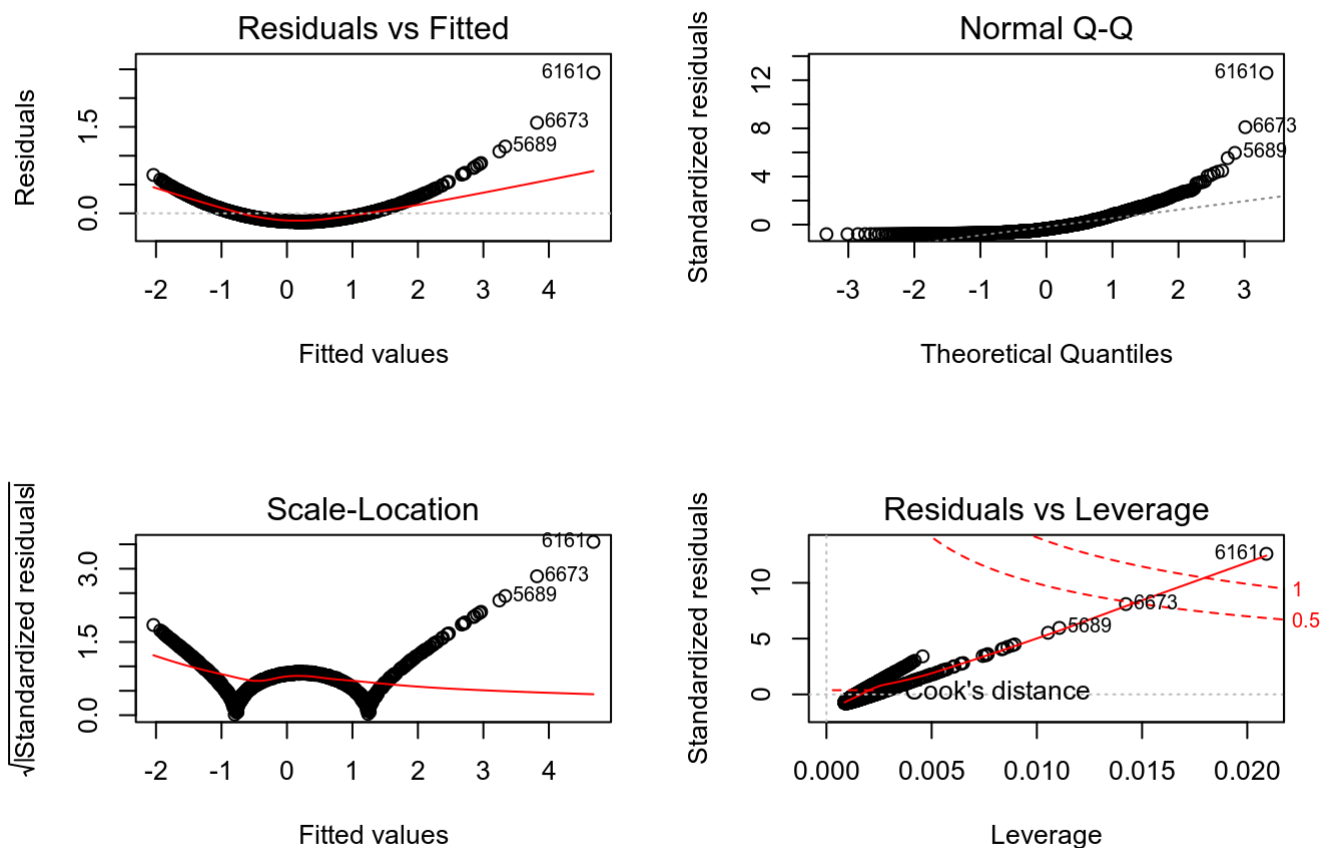 Residuals vs Fitted
Residuals
0.0 1.5
6161
6673
5689
-2 -1 0 1 2 3 4
Fitted values
Normal Q-Q
Standardized residuals
0 4 8 12
6161
6673
5689
-3 -2 -1 0 1 2 3
Theoretical Quantiles
Scale-Location
√|Standardized residuals|
0.0 1.5 3.0
6161
6673
5689
-2 -1 0 1 2 3 4
Fitted values
Residuals vs Leverage
Standardized residuals
0 5 10
6161
6673
5689
1
0.5
Cook's distance
0.000 0.005 0.010 0.015 0.020
Leverage